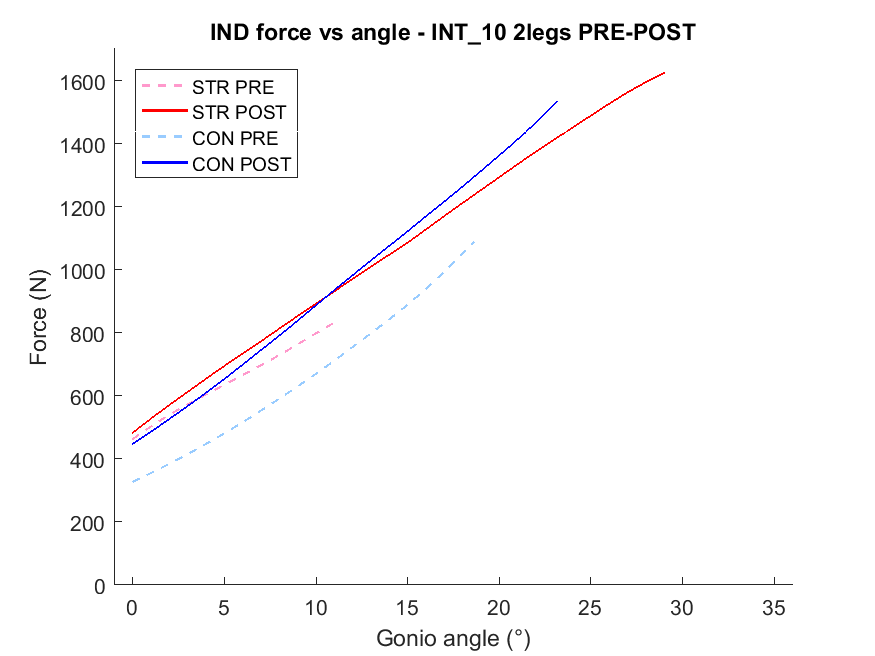 IND force vs angle - INT_10 2legs PRE-POST
STR PRE
STR POST
CON PRE
CON POST
1600
1400
1200
1000
800
600
400
200
0
Force (N)
0 5 10 15 20 25 30 35
Gonio angle (°)